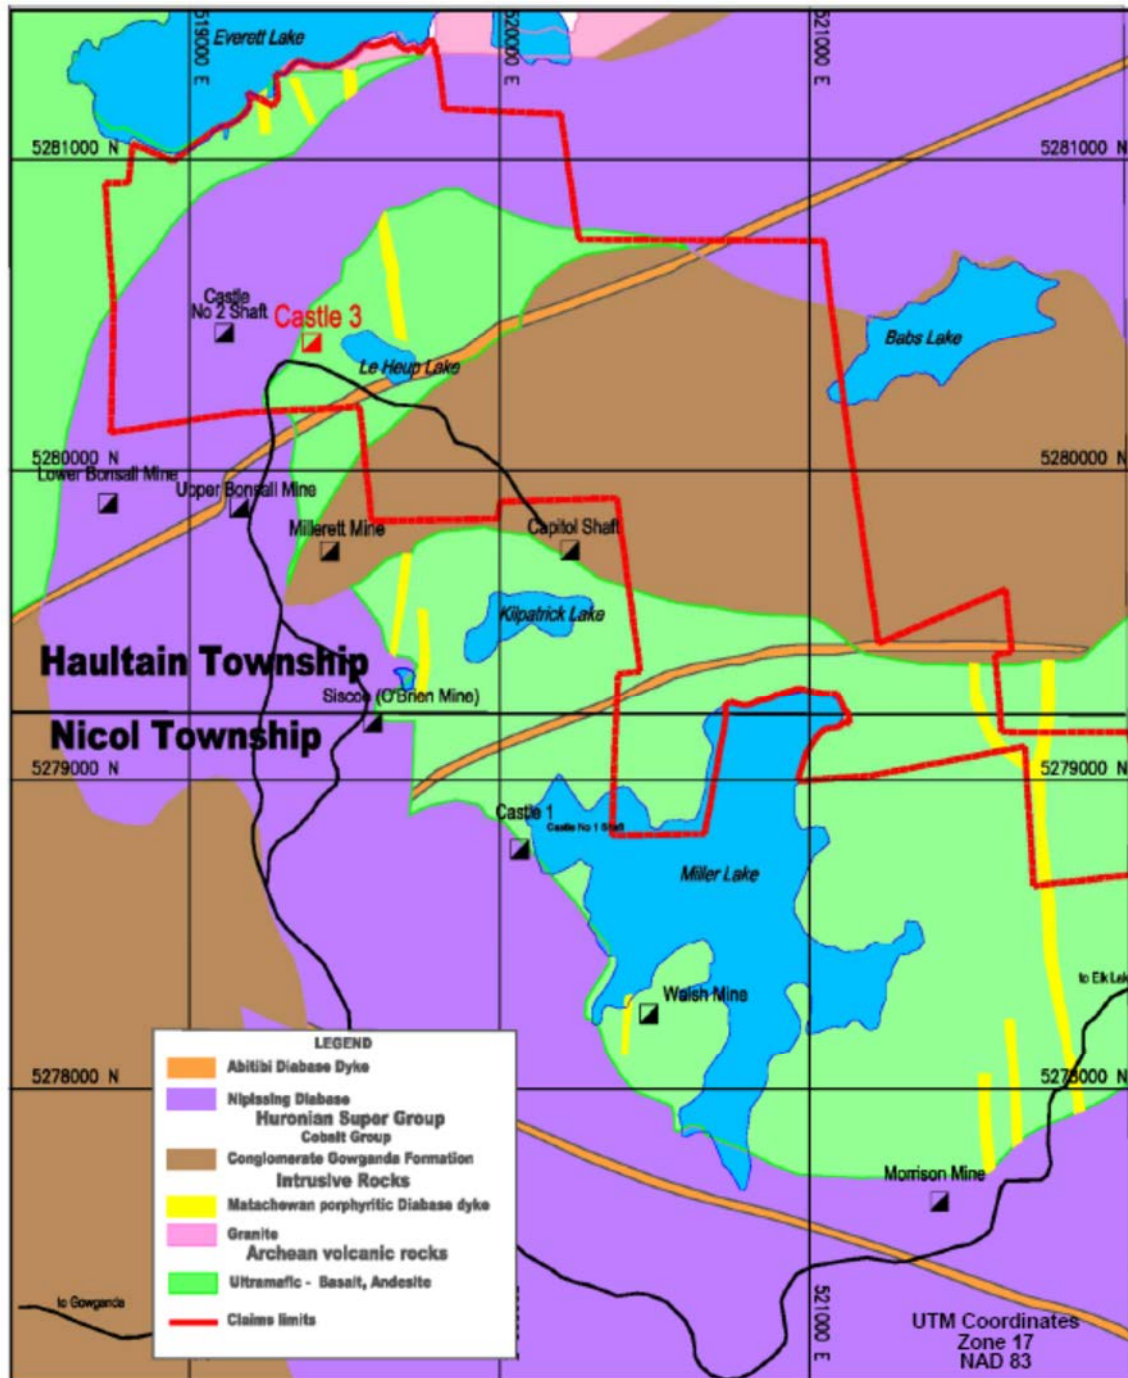 Everett Lake
519000 E
520000 E
521000 E
5281000 N
5281000 N
Castle
No 2 Shaft
Castle 3
Le Heup Lake
Babs Lake
5280000 N
5280000 N
Lower Bonsall Mine
Upper Bonsall Mine
Millerett Mine
Capitol Shaft
Kilpatrick Lake
Haultain Township
Siscoe (O'Brien Mine)
Nicol Township
5279000 N
5279000 N
Castle 1
Castle No 1 Shaft
Miller Lake
Walsh Mine
to Elk Lak
5278000 N
5278000 N
LEGEND
Abitibi Diabase Dyke
Nipissing Diabase
Huronian Super Group
Cobalt Group
Conglomerate Gowganda Formation
Intrusive Rocks
Matachewan porphyritic Diabase dyke
Granite
Archean volcanic rocks
Ultramafic - Basalt, Andesite
Claims limits
Morrison Mine
to Gowganda
521000 E
UTM Coordinates
Zone 17
NAD 83